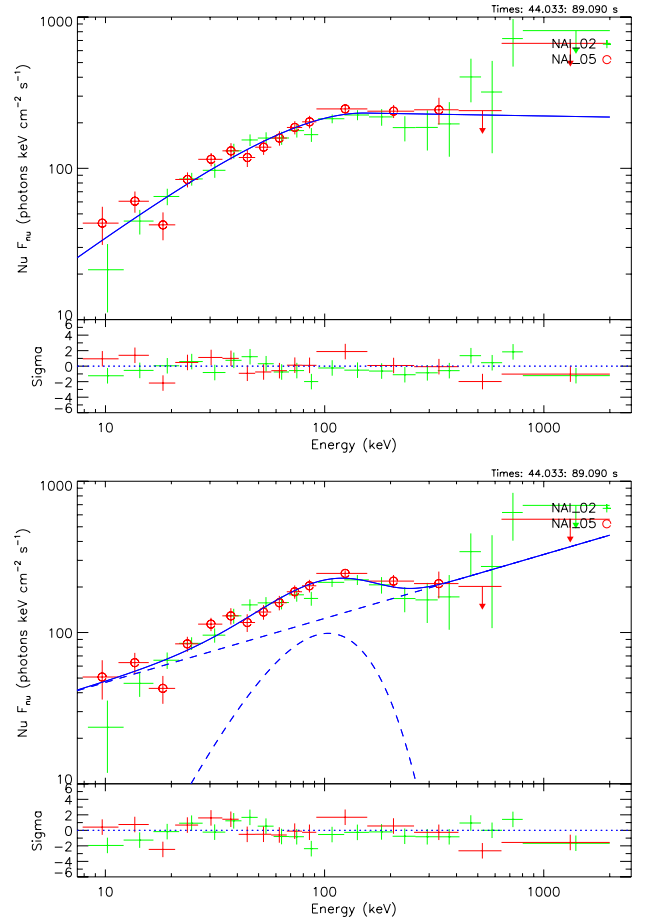 Times: 44.033: 89.090 s
1000
NAI_02
NAI_05
100
Nu Fnu (photons keV cm-2 s-1)
10
6
4
2
0
-2
-4
-6
Sigma
10 100 1000
Energy (keV)
Times: 44.033: 89.090 s
1000
NAI_02
NAI_05
100
Nu Fnu (photons keV cm-2 s-1)
10
6
4
2
0
-2
-4
-6
Sigma
10 100 1000
Energy (keV)